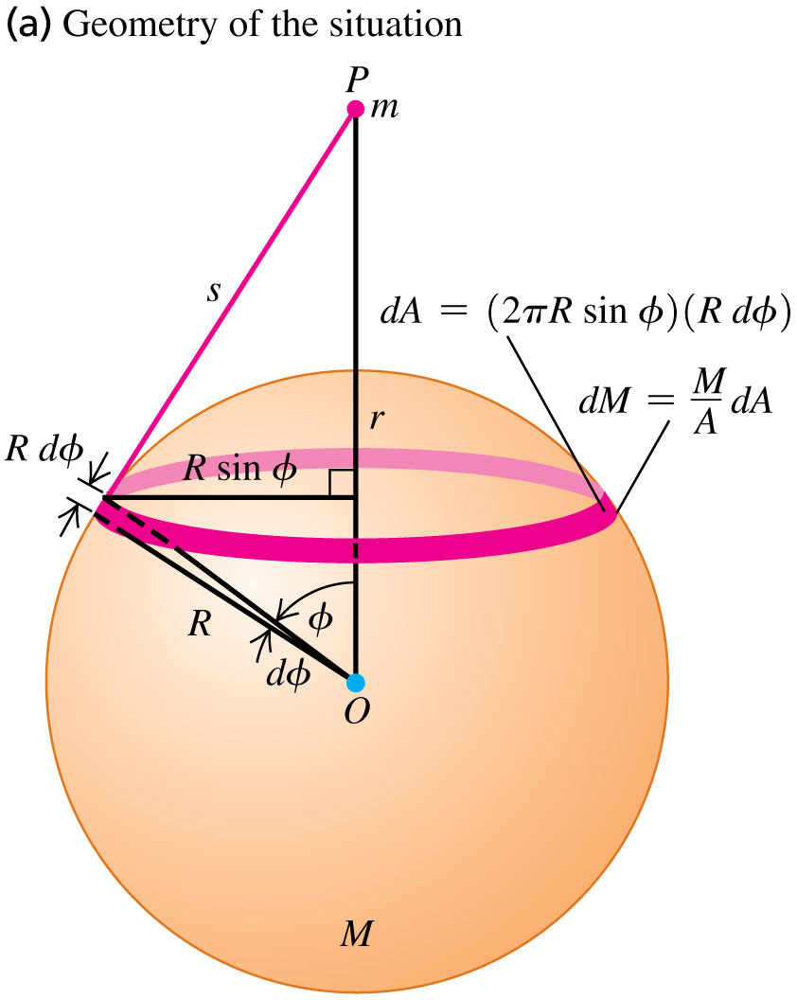 (a) Geometry of the situation
P
m
s
dA = (2πR sin ϕ)(R dϕ)
dM = M/A dA
r
R dϕ
R sin ϕ
R
ϕ
dϕ
O
M